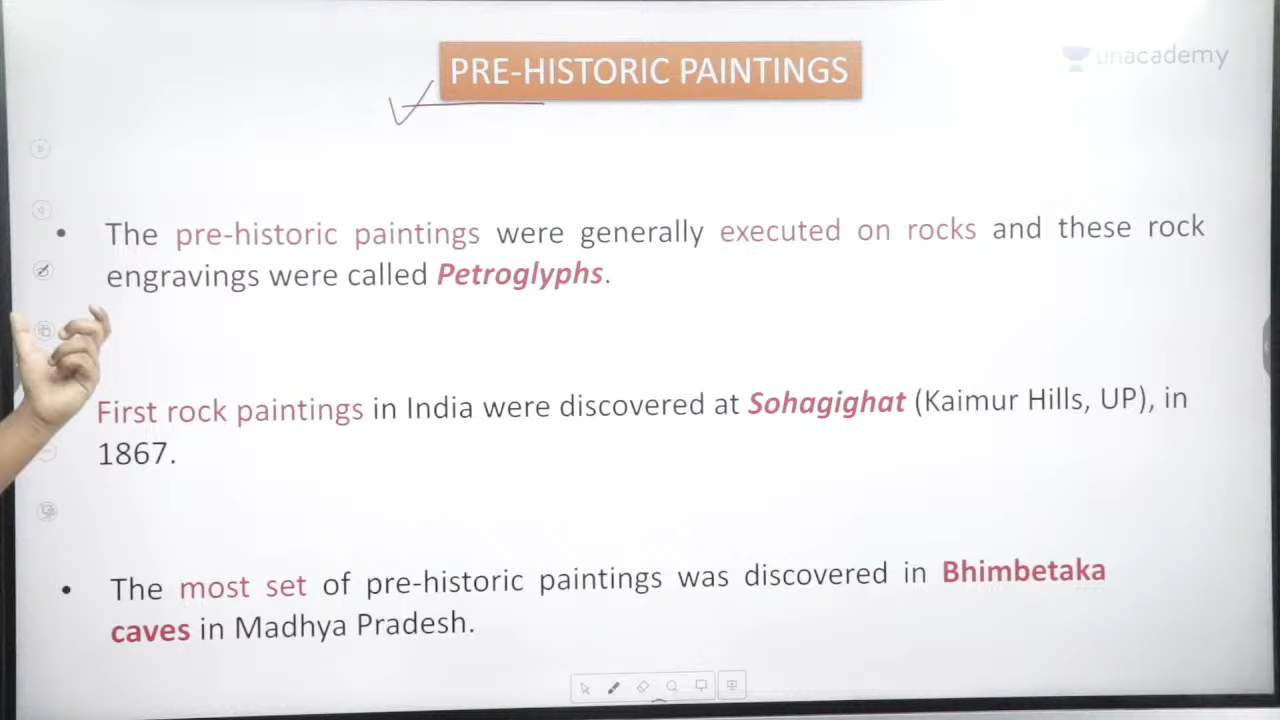 PRE-HISTORIC PAINTINGS
unacademy
• The pre-historic paintings were generally executed on rocks and these rock
engravings were called Petroglyphs.
First rock paintings in India were discovered at Sohagighat (Kaimur Hills, UP), in
1867.
• The most set of pre-historic paintings was discovered in Bhimbetaka
caves in Madhya Pradesh.